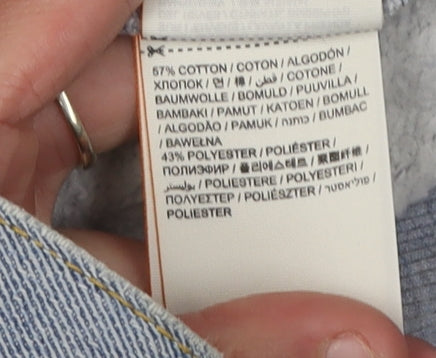 57% COTTON / COTON / ALGODÓN /
ХЛОПОК / 면 / 棉 / قطن / COTONE /
BAUMWOLLE / BOMULD / PUUVILLA /
BAMBAKI / PAMUT / KATOEN / BOMULL
/ ALGODÃO / PAMUK / כותנה / BUMBAC
/ BAWEŁNA
43% POLYESTER / POLIÉSTER /
ПОЛИЭФИР / 폴리에스테르 / 聚酯纤维 /
بوليستر / POLIESTERE / POLYESTERI /
ΠΟΛΥΕΣΤΕΡ / POLIÉSZTER / פוליאסטר /
POLIESTER